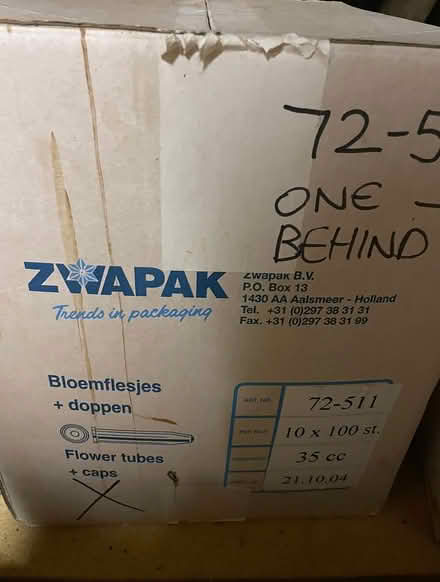 72-5
ONE -
BEHIND
ZWAPAK
Trends in packaging
Zwapak B.V.
P.O. Box 13
1430 AA Aalsmeer - Holland
Tel. +31 (0)297 38 31 31
Fax. +31 (0)297 38 31 99
Bloemflesjes
+ doppen
Flower tubes
+ caps
72-511
10 x 100 st.
35 cc
21.10.04